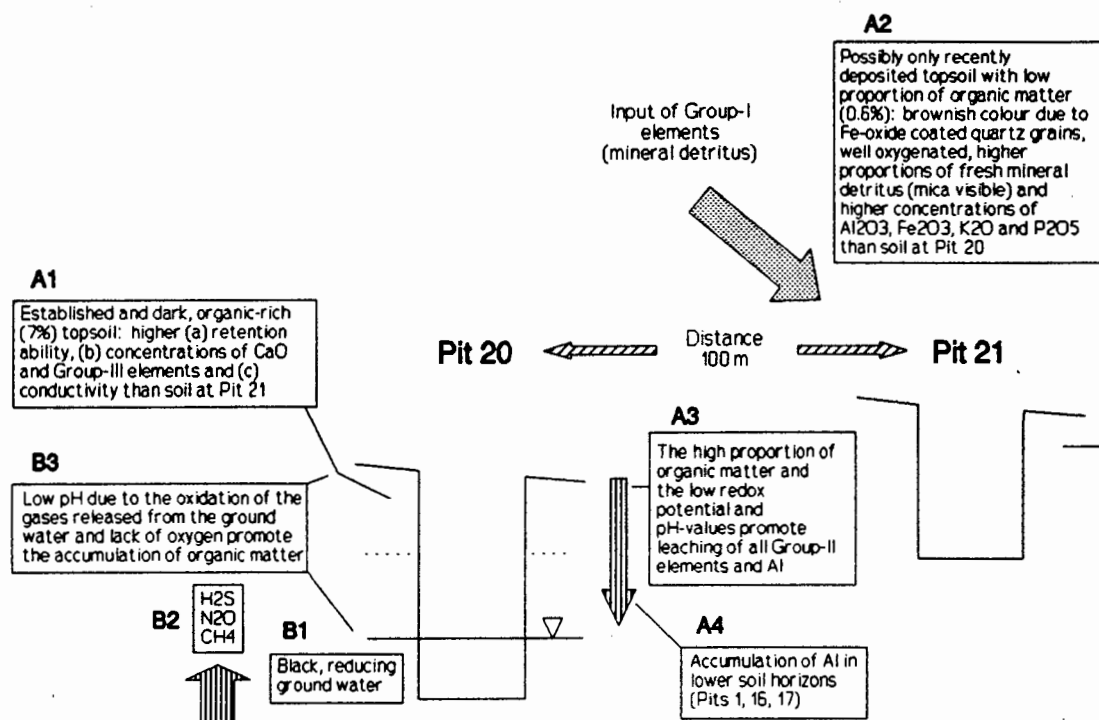 A2
Possibly only recently
deposited topsoil with low
proportion of organic matter
(0.6%): brownish colour due to
Fe-oxide coated quartz grains,
well oxygenated, higher
proportions of fresh mineral
detritus (mica visible) and
higher concentrations of
Al2O3, Fe2O3, K2O and P2O5
than soil at Pit 20
Input of Group-I
elements
(mineral detritus)
A1
Established and dark, organic-rich
(7%) topsoil: higher (a) retention
ability, (b) concentrations of CaO
and Group-III elements and (c)
conductivity than soil at Pit 21
Pit 20
Distance
100 m
Pit 21
A3
The high proportion of
organic matter and
the low redox
potential and
pH-values promote
leaching of all Group-II
elements and Al
B3
Low pH due to the oxidation of the
gases released from the ground
water and lack of oxygen promote
the accumulation of organic matter
B2
H2S
N2O
CH4
B1
Black, reducing
ground water
A4
Accumulation of Al in
lower soil horizons
(Pits 1, 16, 17)